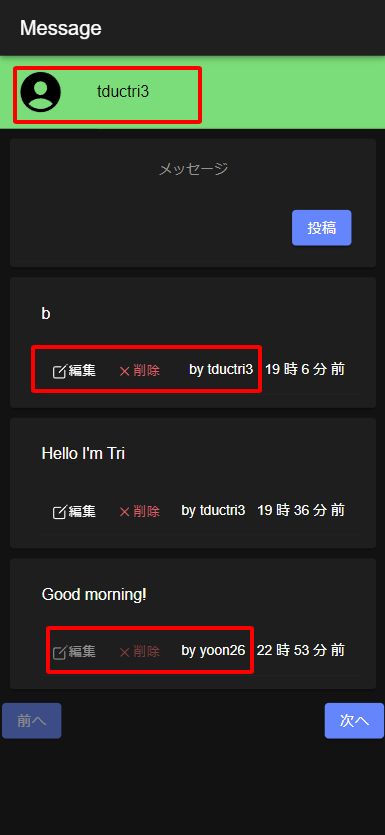 Message
tductri3
メッセージ
投稿
b
編集 削除 by tductri3 19 時 6 分 前
Hello I'm Tri
編集 削除 by tductri3 19 時 36 分 前
Good morning!
編集 削除 by yoon26 22 時 53 分 前
前へ 次へ